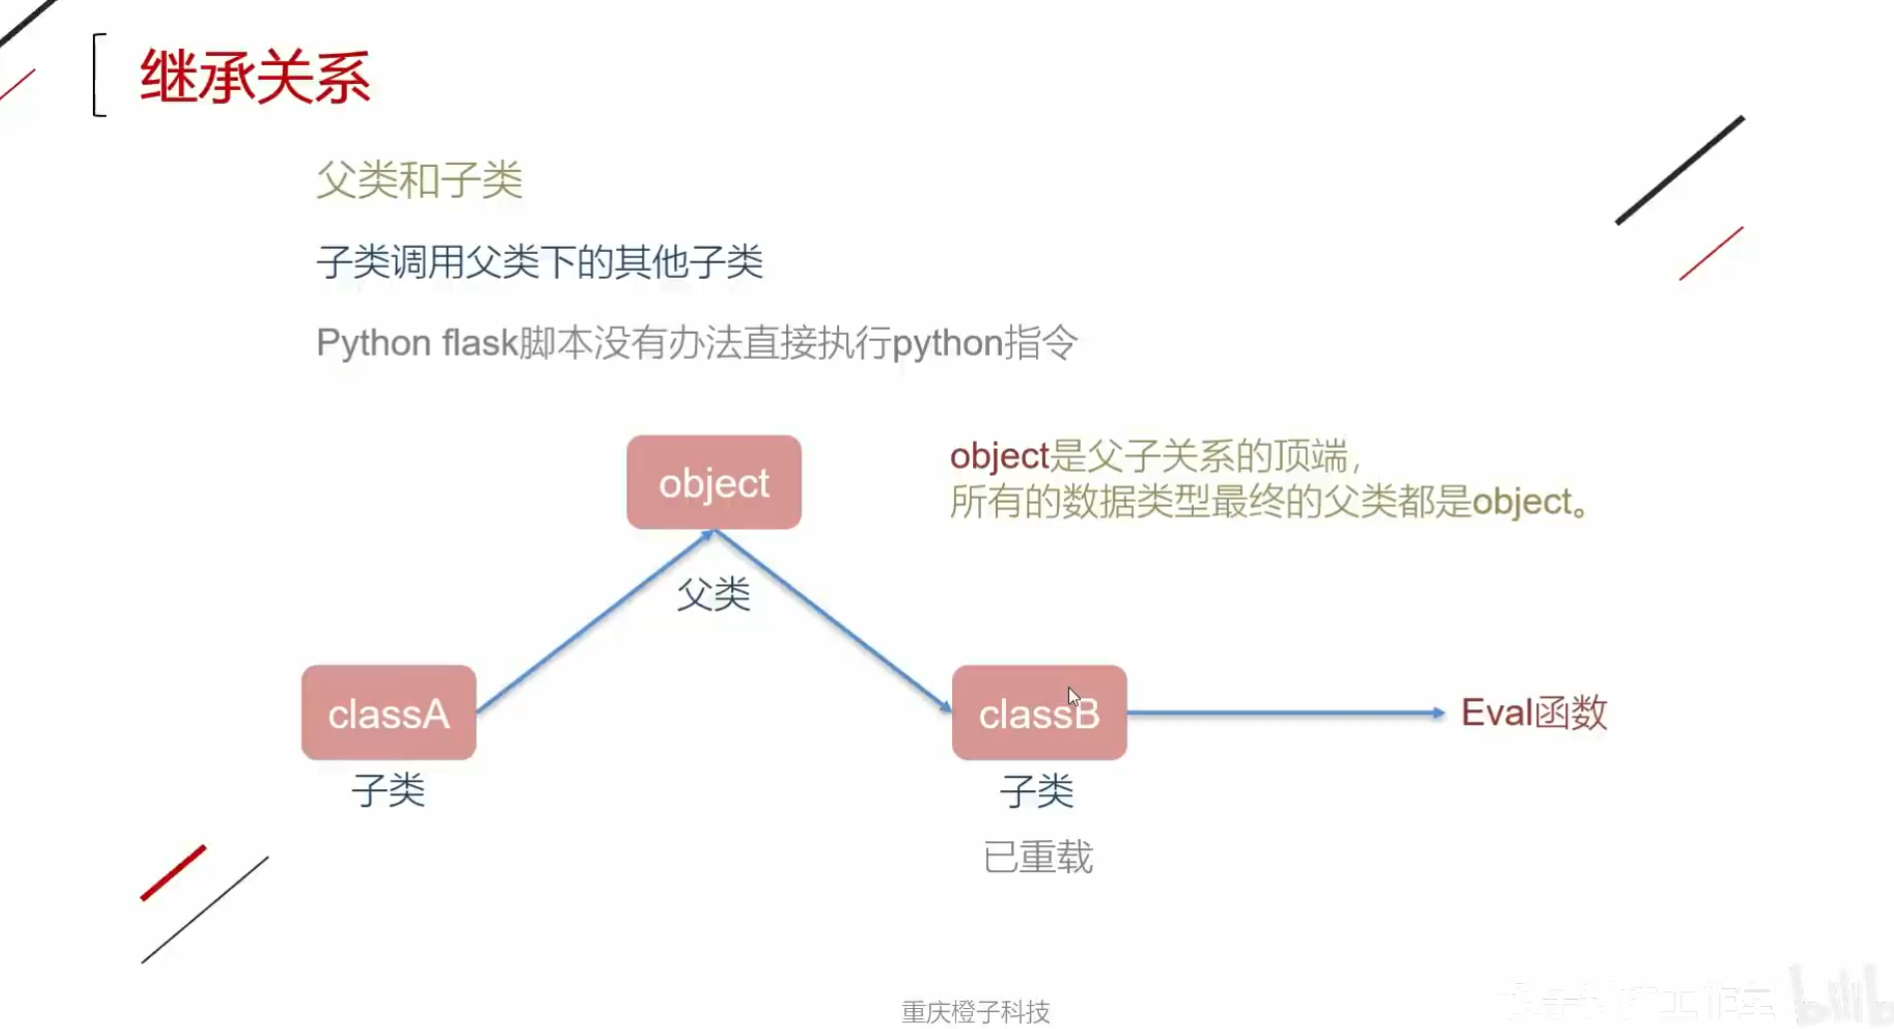 继承关系
父类和子类
子类调用父类下的其他子类
Python flask脚本没有办法直接执行python指令
object
object是父子关系的顶端，
所有的数据类型最终的父类都是object。
父类
classA
classB
Eval函数
子类
子类
已重载
重庆橙子科技
工作室
bilibili